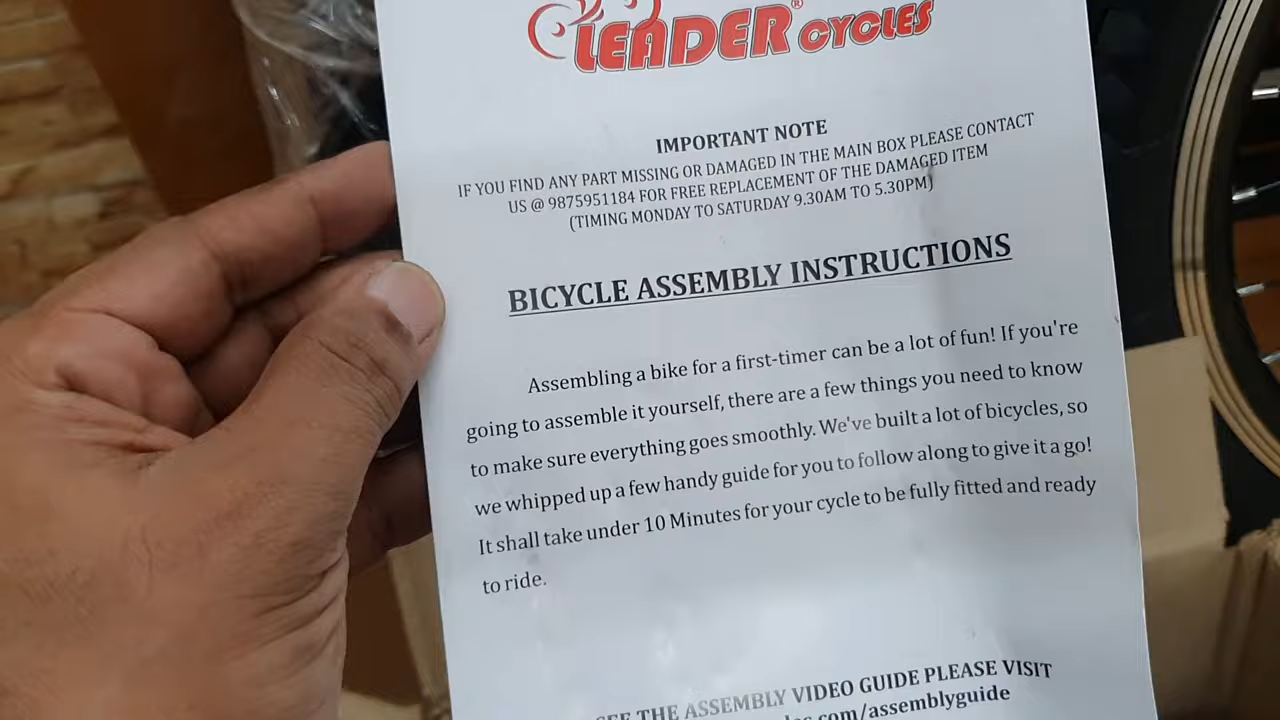 LEADER® CYCLES
IMPORTANT NOTE
IF YOU FIND ANY PART MISSING OR DAMAGED IN THE MAIN BOX PLEASE CONTACT
US @ 9875951184 FOR FREE REPLACEMENT OF THE DAMAGED ITEM
(TIMING MONDAY TO SATURDAY 9.30AM TO 5.30PM)
BICYCLE ASSEMBLY INSTRUCTIONS
Assembling a bike for a first-timer can be a lot of fun! If you're
going to assemble it yourself, there are a few things you need to know
to make sure everything goes smoothly. We've built a lot of bicycles, so
we whipped up a few handy guide for you to follow along to give it a go!
It shall take under 10 Minutes for your cycle to be fully fitted and ready
to ride.
SEE THE ASSEMBLY VIDEO GUIDE PLEASE VISIT
.com/assemblyguide